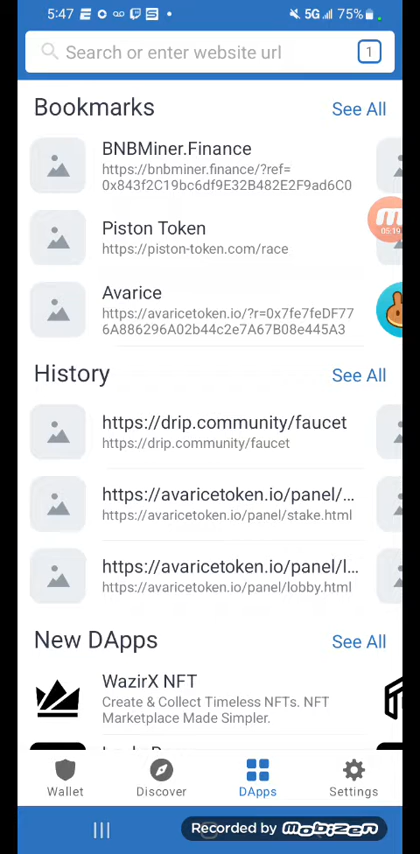 5:47
5G
75%
Search or enter website url
1
Bookmarks
See All
BNBMiner.Finance
https://bnbminer.finance/?ref=
0x843f2C19bc6df9E32B482E2F9ad6C0
Piston Token
https://piston-token.com/race
05:19
Avarice
https://avaricetoken.io/?r=0x7fe7feDF77
6A886296A02b44c2e7A67B08e445A3
History
See All
https://drip.community/faucet
https://drip.community/faucet
https://avaricetoken.io/panel/...
https://avaricetoken.io/panel/stake.html
https://avaricetoken.io/panel/l...
https://avaricetoken.io/panel/lobby.html
New DApps
See All
WazirX NFT
Create & Collect Timeless NFTs. NFT
Marketplace Made Simpler.
Wallet
Discover
DApps
Settings
Recorded by mobizen